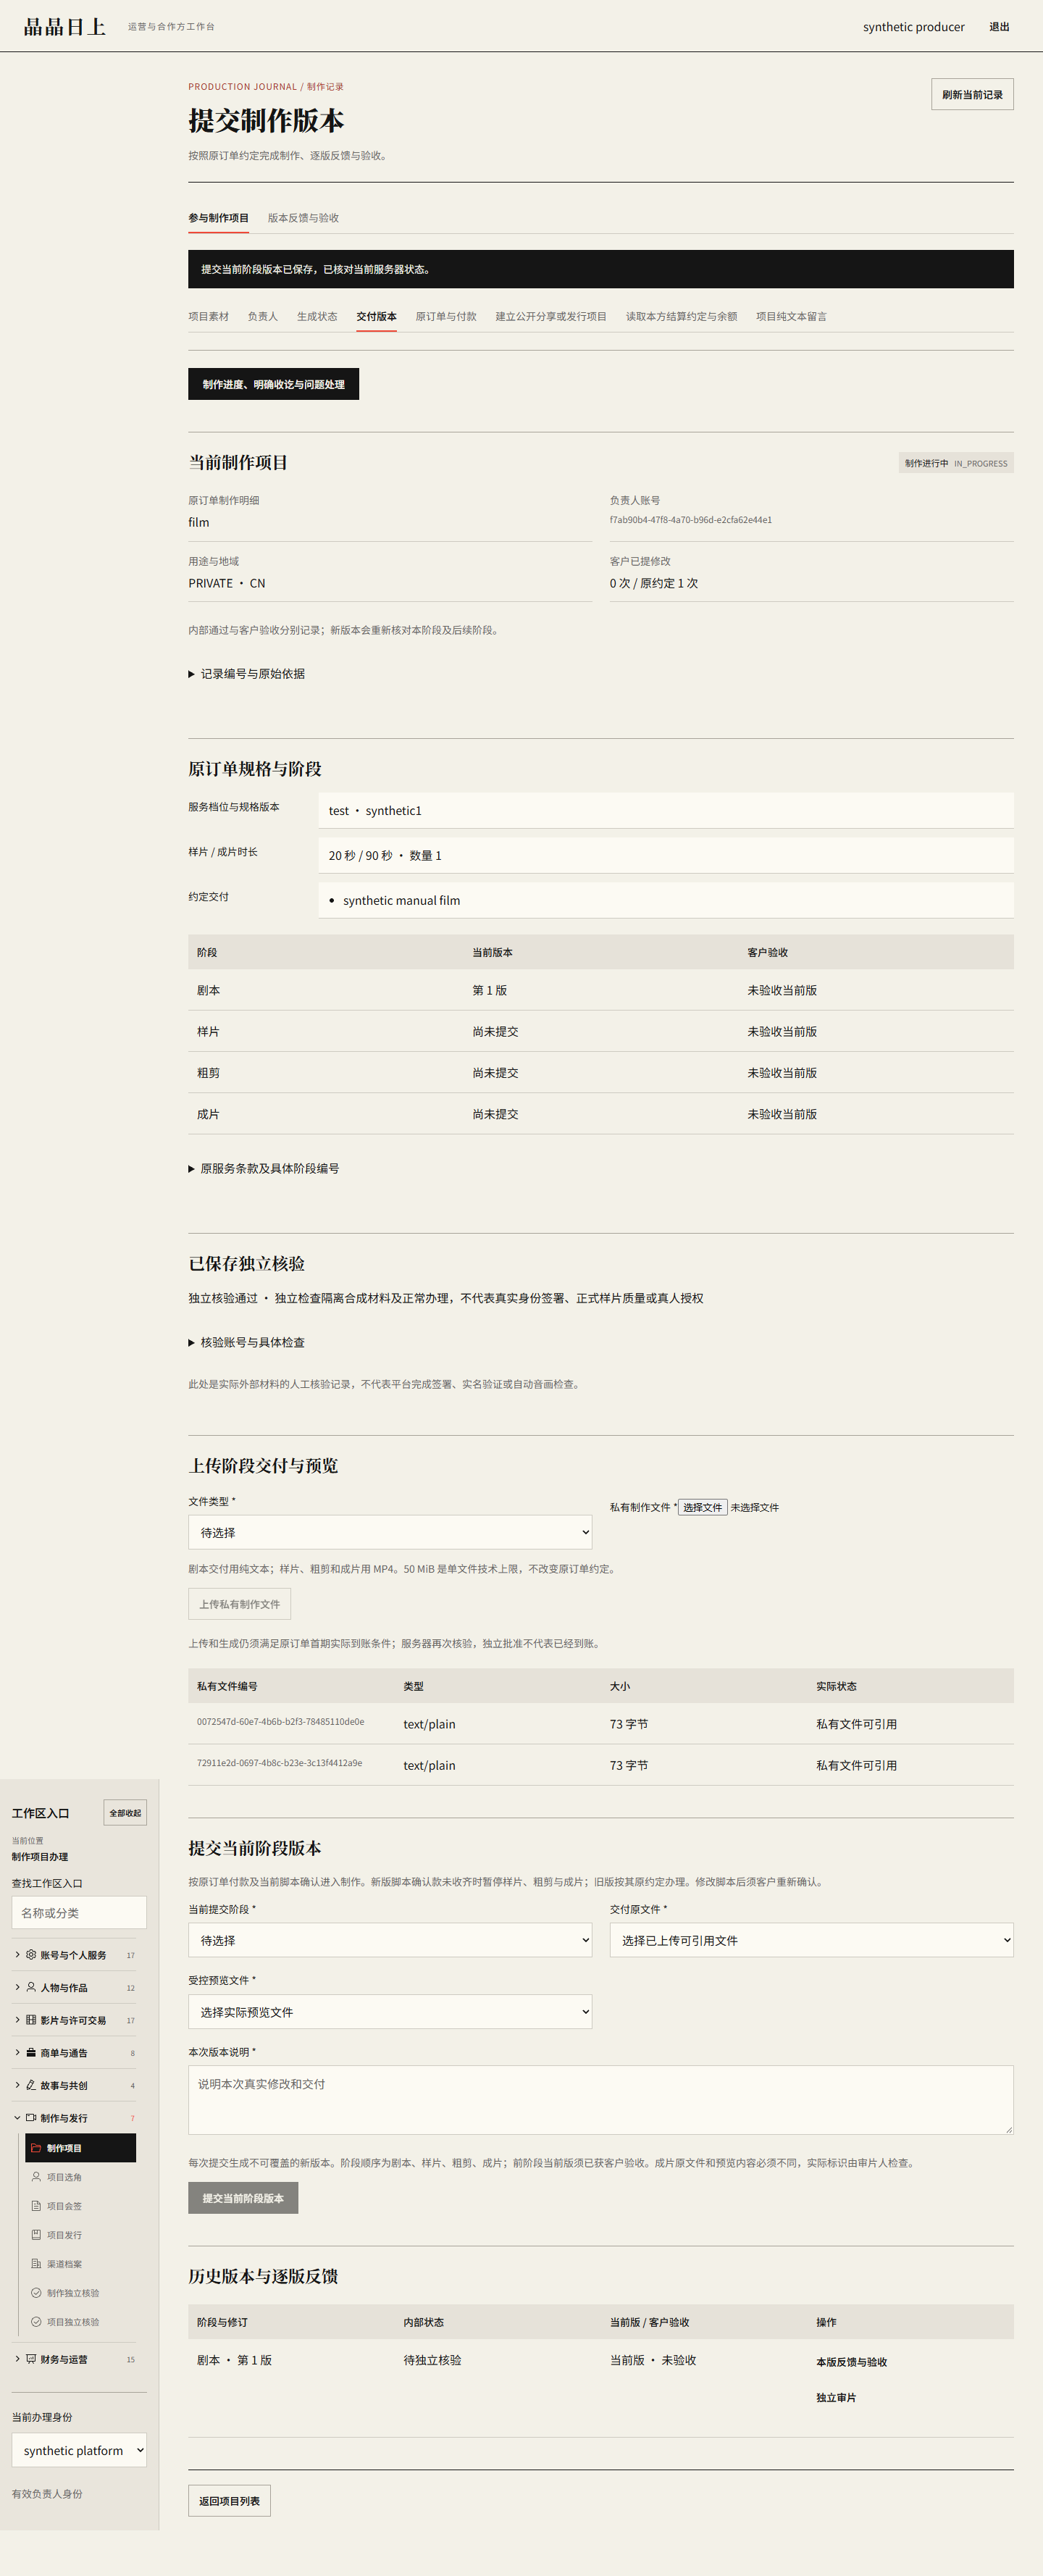 晶晶日上
运营与合作方工作台
synthetic producer
退出
PRODUCTION JOURNAL / 制作记录
刷新当前记录
提交制作版本
按照原订单约定完成制作、逐版反馈与验收。
参与制作项目 版本反馈与验收
提交当前阶段版本已保存，已核对当前服务器状态。
项目素材 负责人 生成状态 交付版本 原订单与付款 建立公开分享或发行项目 读取本方结算约定与余额 项目纯文本留言
制作进度、明确收讫与问题处理
当前制作项目
制作进行中 IN_PROGRESS
原订单制作明细
film
负责人账号
f7ab90b4-47f8-4a70-b96d-e2cfa62e44e1
用途与地域
PRIVATE · CN
客户已提修改
0 次 / 原约定 1 次
内部通过与客户验收分别记录；新版本会重新核对本阶段及后续阶段。
记录编号与原始依据
原订单规格与阶段
服务档位与规格版本
test · synthetic1
样片 / 成片时长
20 秒 / 90 秒 · 数量 1
约定交付
• synthetic manual film
阶段 当前版本 客户验收
剧本 第 1 版 未验收当前版
样片 尚未提交 未验收当前版
粗剪 尚未提交 未验收当前版
成片 尚未提交 未验收当前版
原服务条款及具体阶段编号
已保存独立核验
独立核验通过 · 独立检查隔离合成材料及正常办理，不代表真实身份签署、正式样片质量或真人授权
核验账号与具体检查
此处是实际外部材料的人工核验记录，不代表平台完成签署、实名验证或自动音画检查。
上传阶段交付与预览
文件类型 *
待选择
私有制作文件 * 选择文件 未选择文件
剧本交付用纯文本；样片、粗剪和成片用 MP4。50 MiB 是单文件技术上限，不改变原订单约定。
上传私有制作文件
上传和生成仍须满足原订单首期实际到账条件；服务器再次核验，独立批准不代表已经到账。
私有文件编号 类型 大小 实际状态
0072547d-60e7-4b6b-b2f3-78485110de0e text/plain 73 字节 私有文件可引用
72911e2d-0697-4b8c-b23e-3c13f4412a9e text/plain 73 字节 私有文件可引用
提交当前阶段版本
按原订单付款及当前脚本确认进入制作。新版脚本确认款未收齐时暂停样片、粗剪与成片；旧版按其原约定办理。修改脚本后须客户重新确认。
当前提交阶段 *
待选择
交付原文件 *
选择已上传可引用文件
受控预览文件 *
选择实际预览文件
本次版本说明 *
说明本次真实修改和交付
每次提交生成不可覆盖的新版本。阶段顺序为剧本、样片、粗剪、成片；前阶段当前版须已获客户验收。成片原文件和预览内容必须不同，实际标识由审片人检查。
提交当前阶段版本
历史版本与逐版反馈
阶段与修订 内部状态 当前版 / 客户验收 操作
剧本 · 第 1 版 待独立核验 当前版 · 未验收 本版反馈与验收
独立审片
返回项目列表
工作区入口
全部收起
当前位置
制作项目办理
查找工作区入口
名称或分类
账号与个人服务 17
人物与作品 12
影片与许可交易 17
商单与通告 8
故事与共创 4
制作与发行 7
制作项目
项目选角
项目会签
项目发行
渠道档案
制作独立核验
项目独立核验
财务与运营 15
当前办理身份
synthetic platform
有效负责人身份